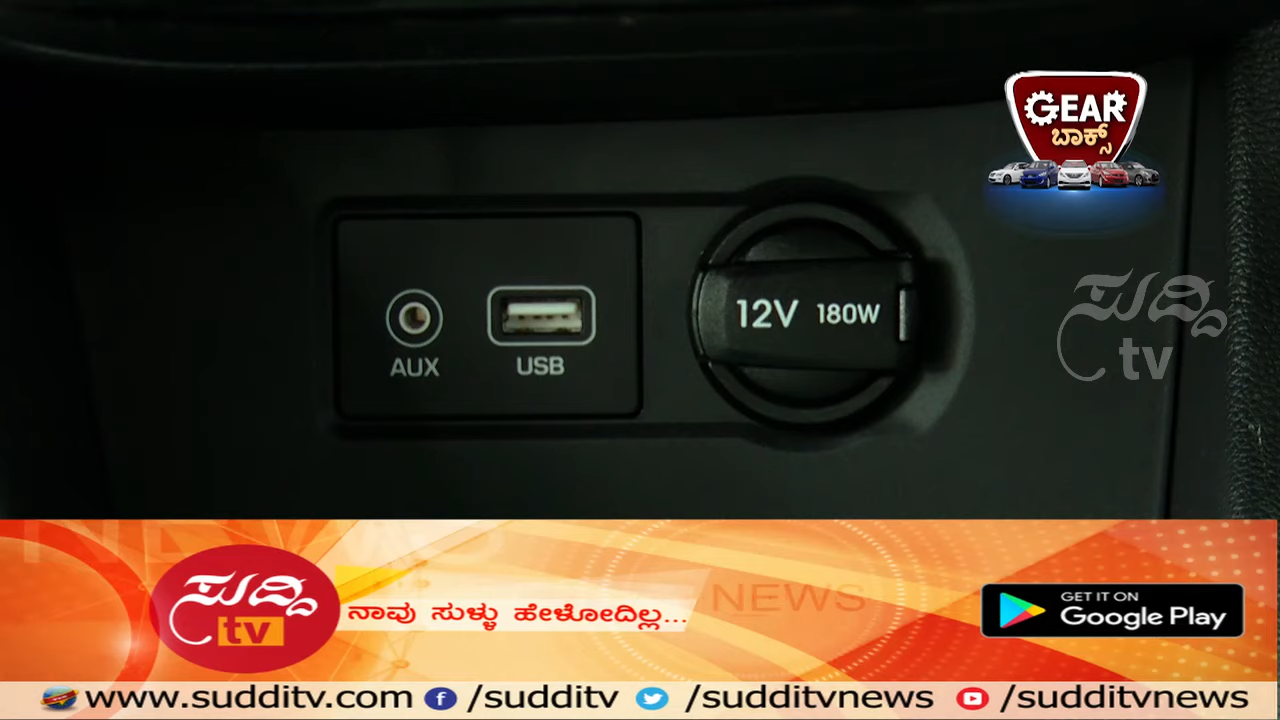 GEAR
ಬಾಕ್ಸ್
ಸುದ್ದಿ
tv
AUX
USB
12V 180W
NEWS
ಸುದ್ದಿ
tv
ನಾವು ಸುಳ್ಳು ಹೇಳೋದಿಲ್ಲ...
NEWS
GET IT ON
Google Play
www.sudditv.com /sudditv /sudditvnews /sudditvnews